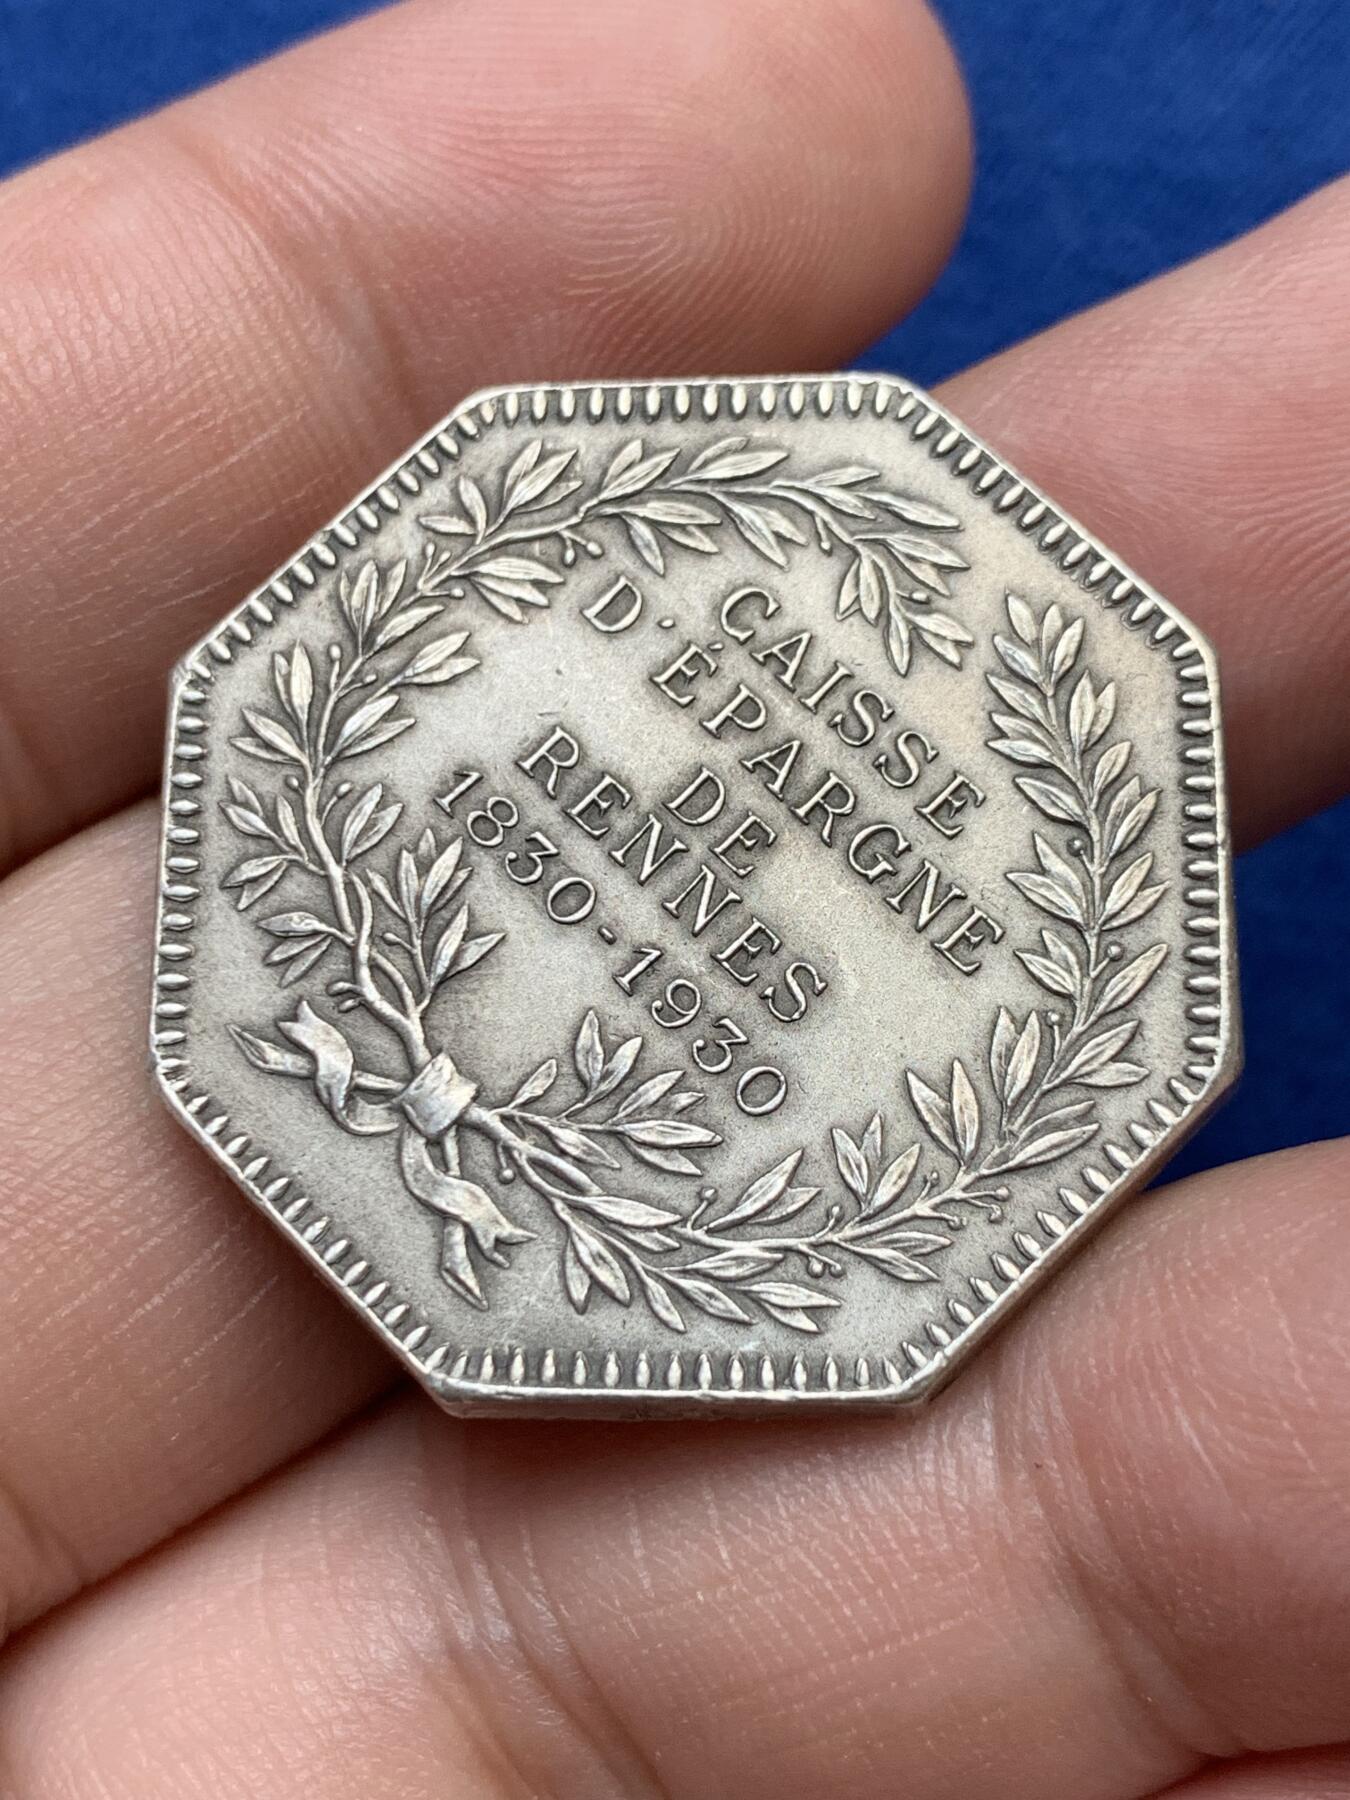 CAISSE
D'ÉPARGNE
DE
RENNES
1830-1930